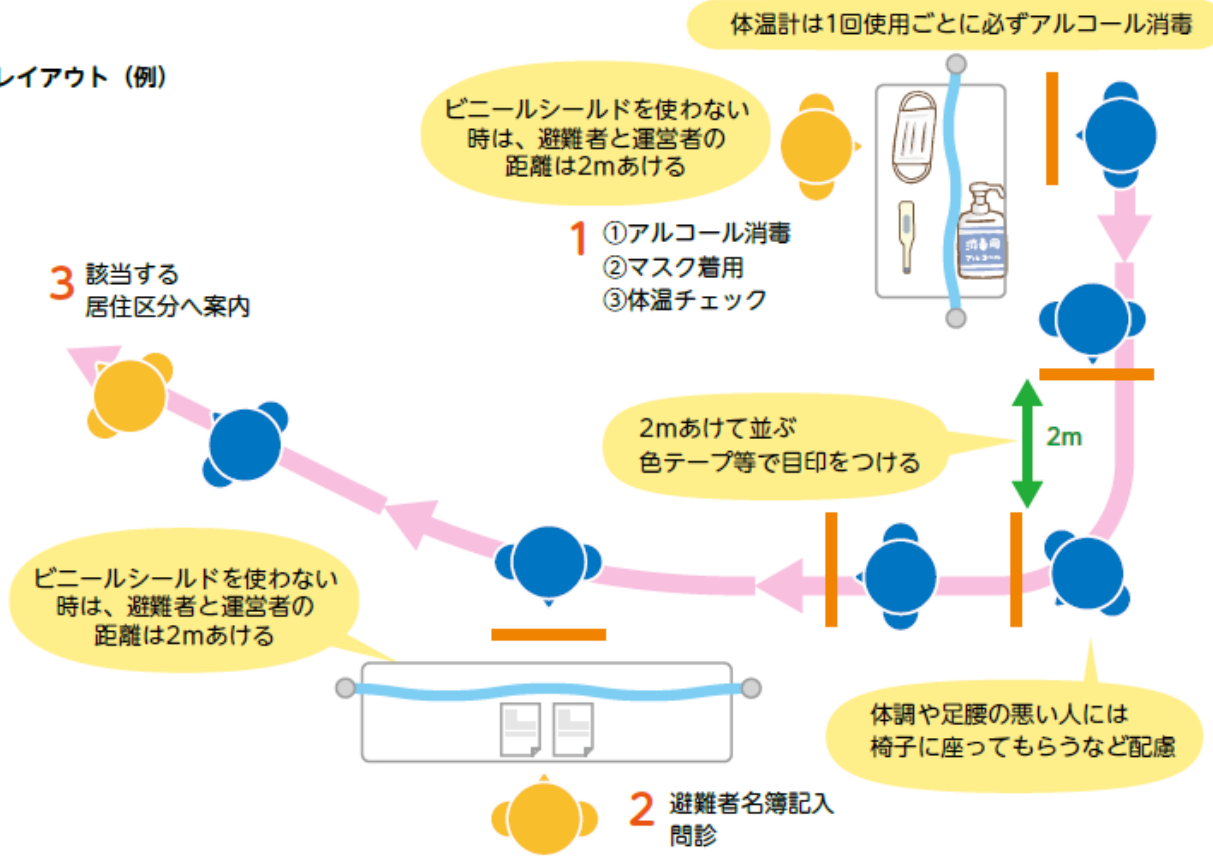 体温計は1回使用ごとに必ずアルコール消毒
レイアウト（例）
ビニールシールドを使わない
時は、避難者と運営者の
距離は2mあける
1
①アルコール消毒
②マスク着用
③体温チェック
消毒用
アルコール
3
該当する
居住区分へ案内
2mあけて並ぶ
色テープ等で目印をつける
2m
ビニールシールドを使わない
時は、避難者と運営者の
距離は2mあける
体調や足腰の悪い人には
椅子に座ってもらうなど配慮
2
避難者名簿記入
問診